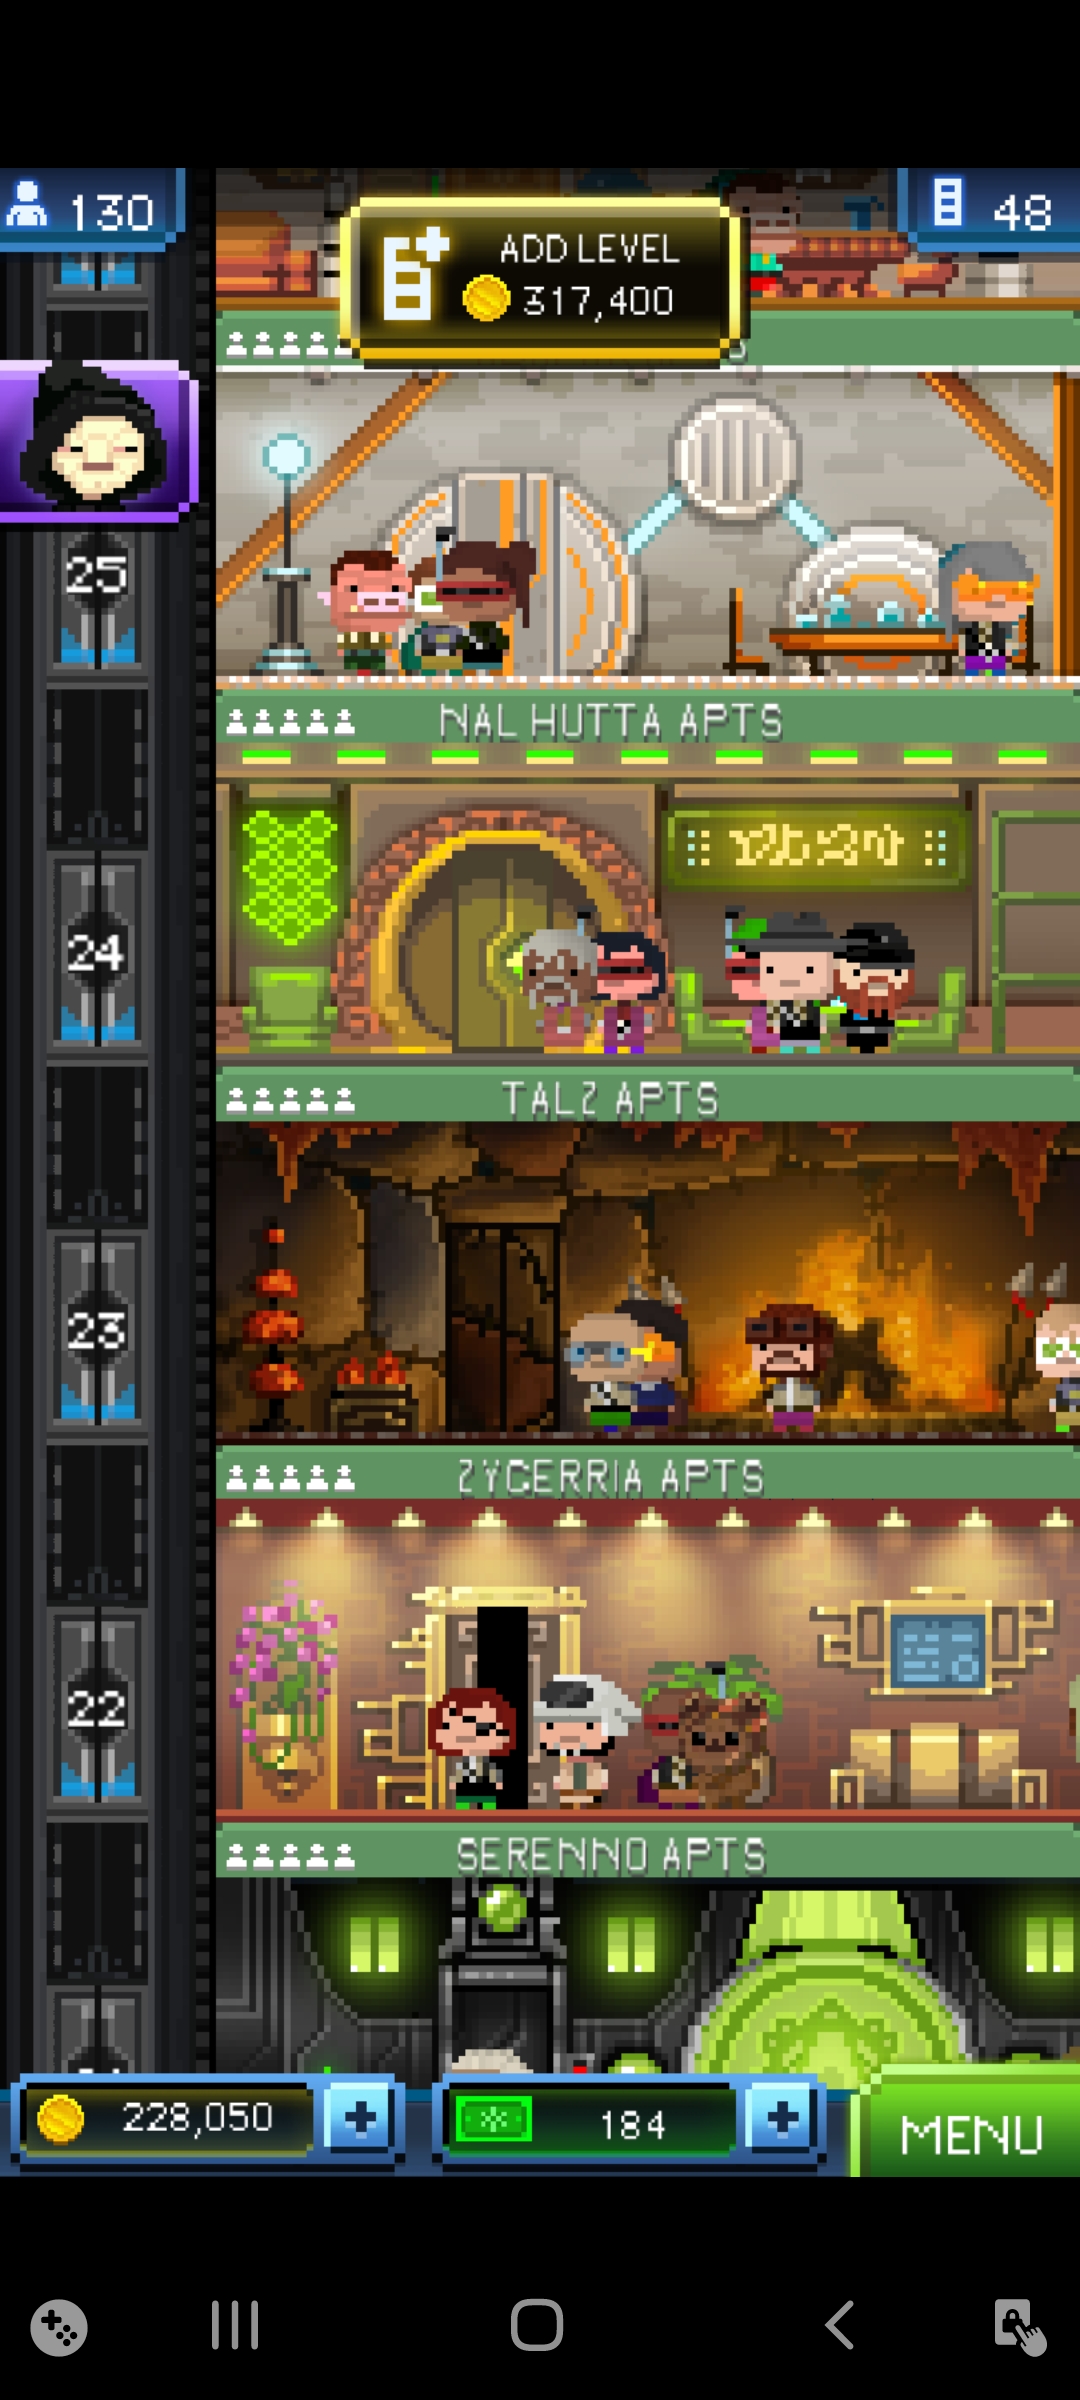 130
ADD LEVEL
317,400
48
25
NAL HUTTA APTS
24
TALZ APTS
23
ZYGERRIA APTS
22
SERENNO APTS
228,050
184
MENU